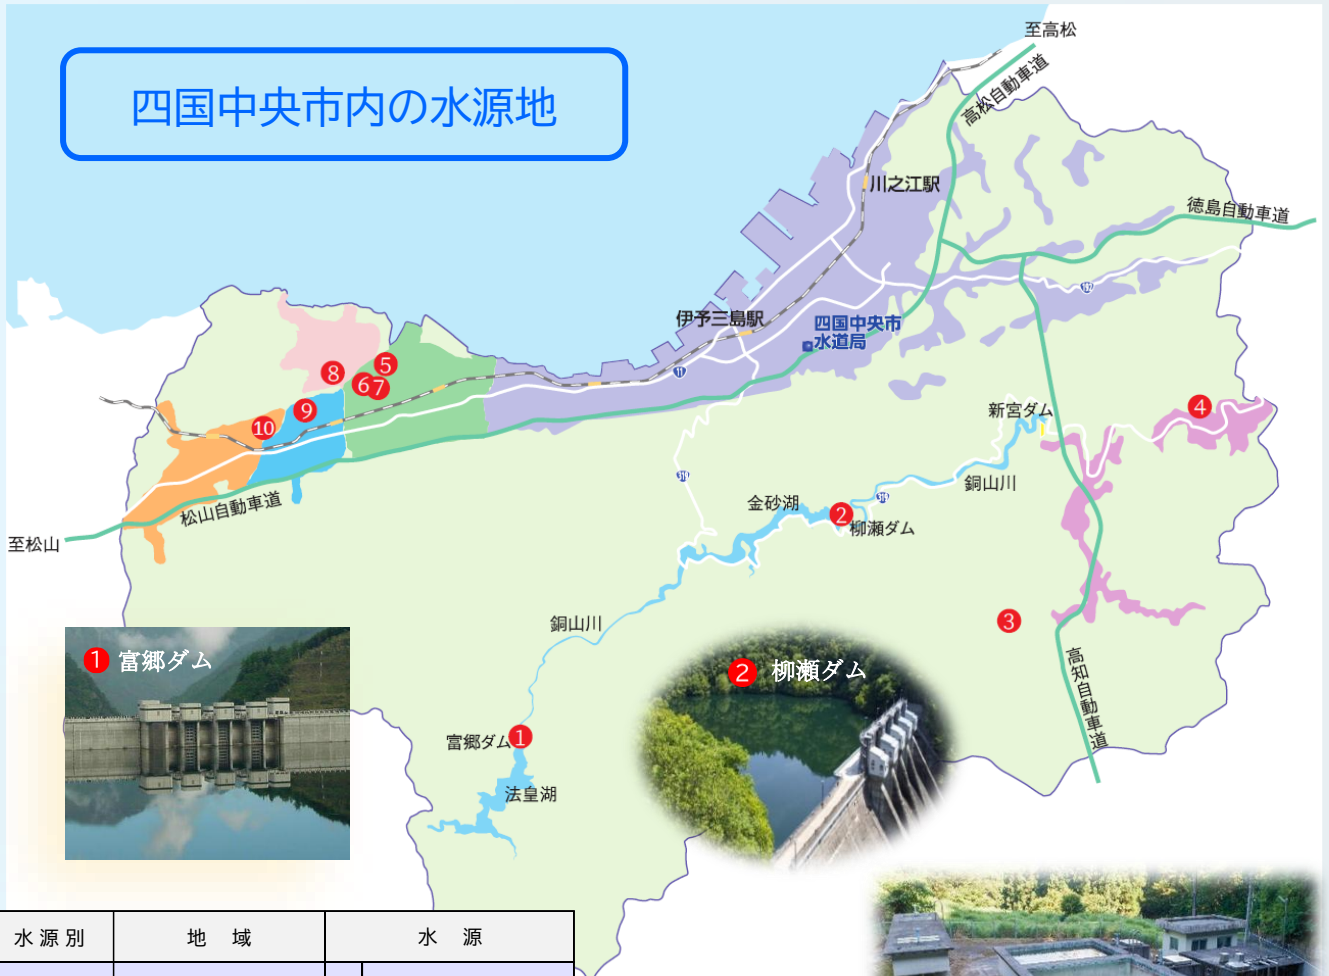 四国中央市内の水源地
至高松
高松自動車道
川之江駅
徳島自動車道
192
伊予三島駅
四国中央市
水道局
11
8
5
6
7
9
10
4
新宮ダム
319
金砂湖
2
柳瀬ダム
319
銅山川
松山自動車道
至松山
銅山川
3
高知自動車道
1 富郷ダム
2 柳瀬ダム
富郷ダム
1
法皇湖
水源別
地 域
水 源